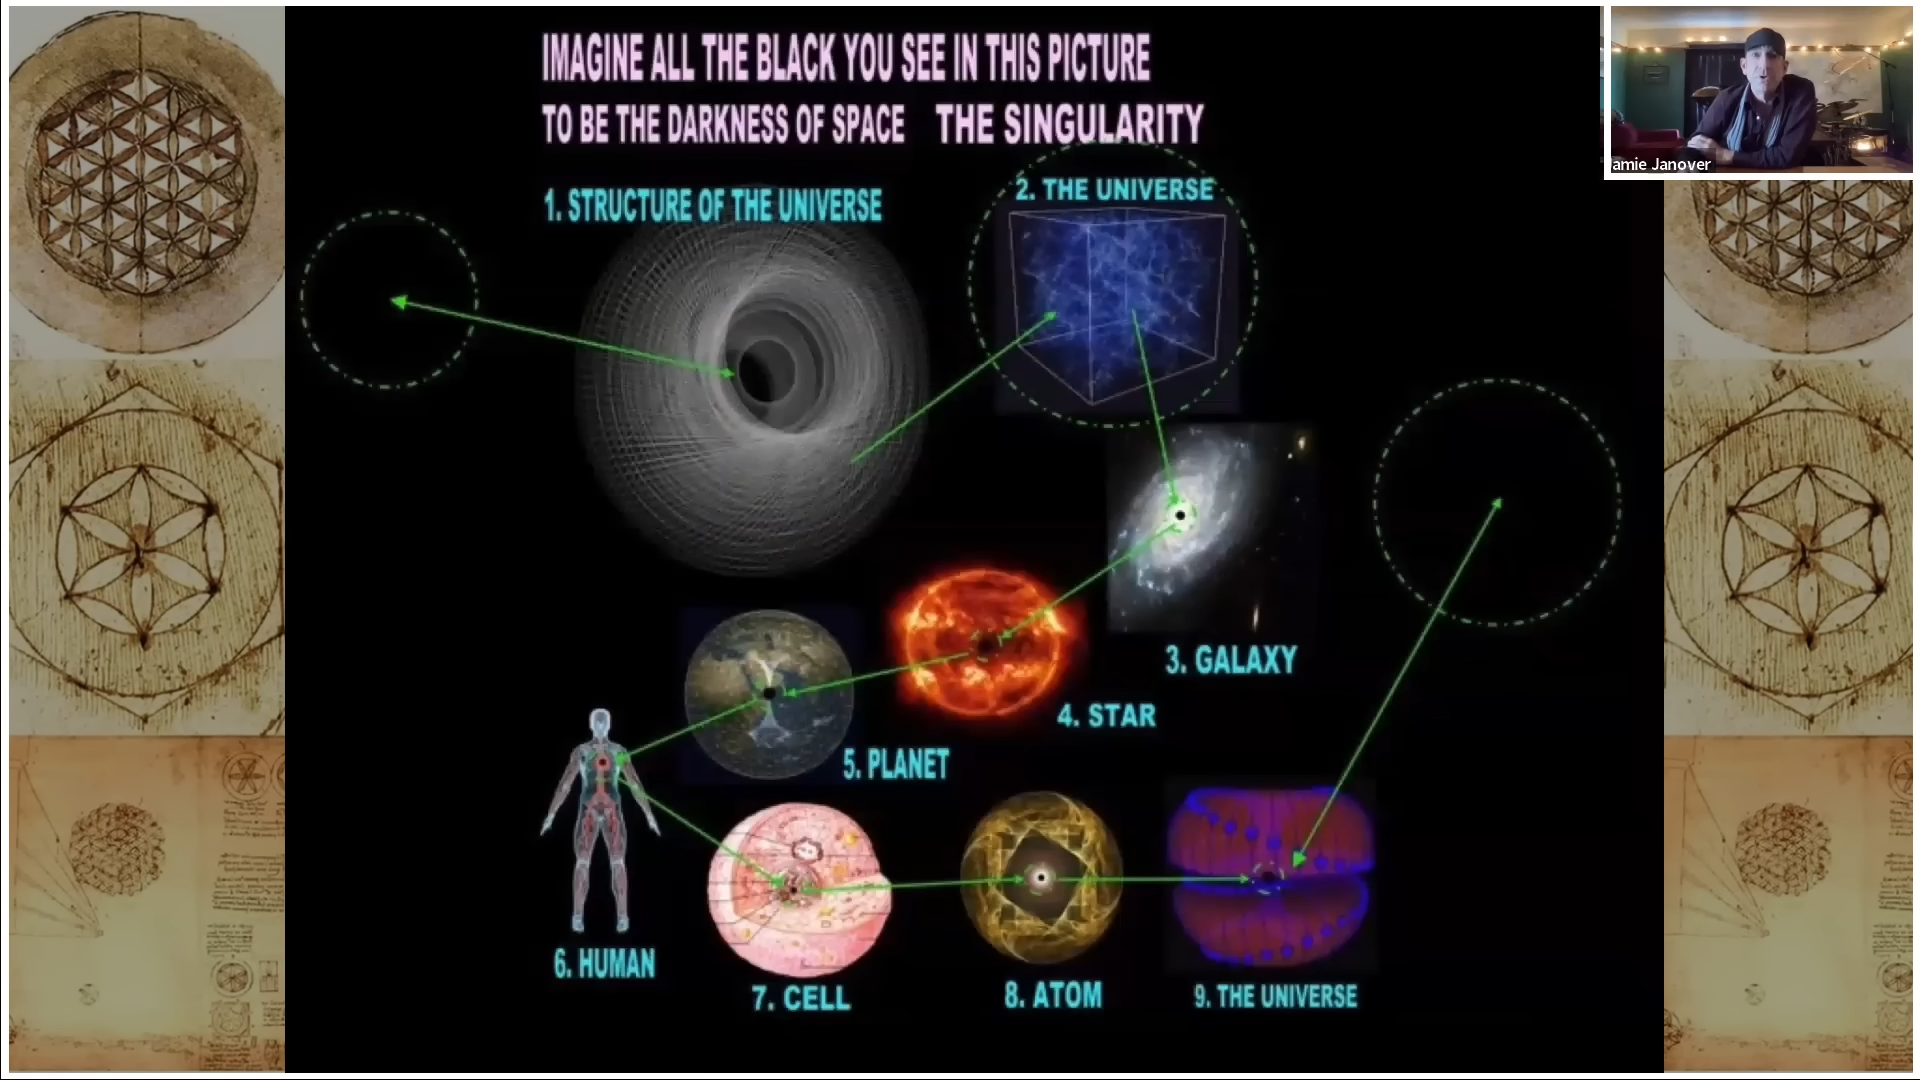 IMAGINE ALL THE BLACK YOU SEE IN THIS PICTURE
TO BE THE DARKNESS OF SPACE THE SINGULARITY
1. STRUCTURE OF THE UNIVERSE
2. THE UNIVERSE
3. GALAXY
4. STAR
5. PLANET
6. HUMAN
7. CELL
8. ATOM
9. THE UNIVERSE
amie Janover